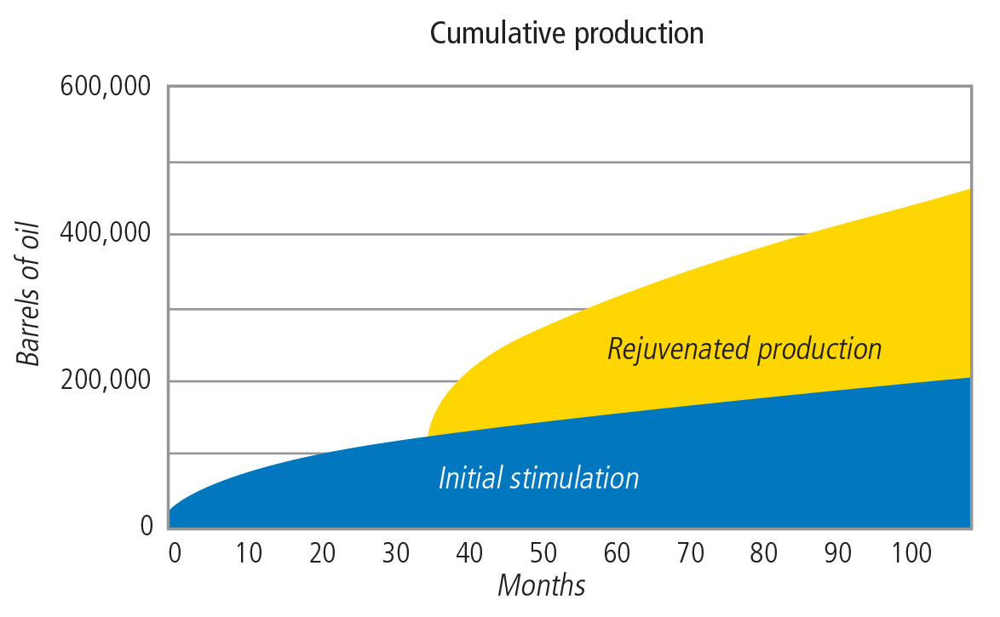 Cumulative production
600,000
400,000
200,000
0
Barrels of oil
Rejuvenated production
Initial stimulation
0 10 20 30 40 50 60 70 80 90 100
Months